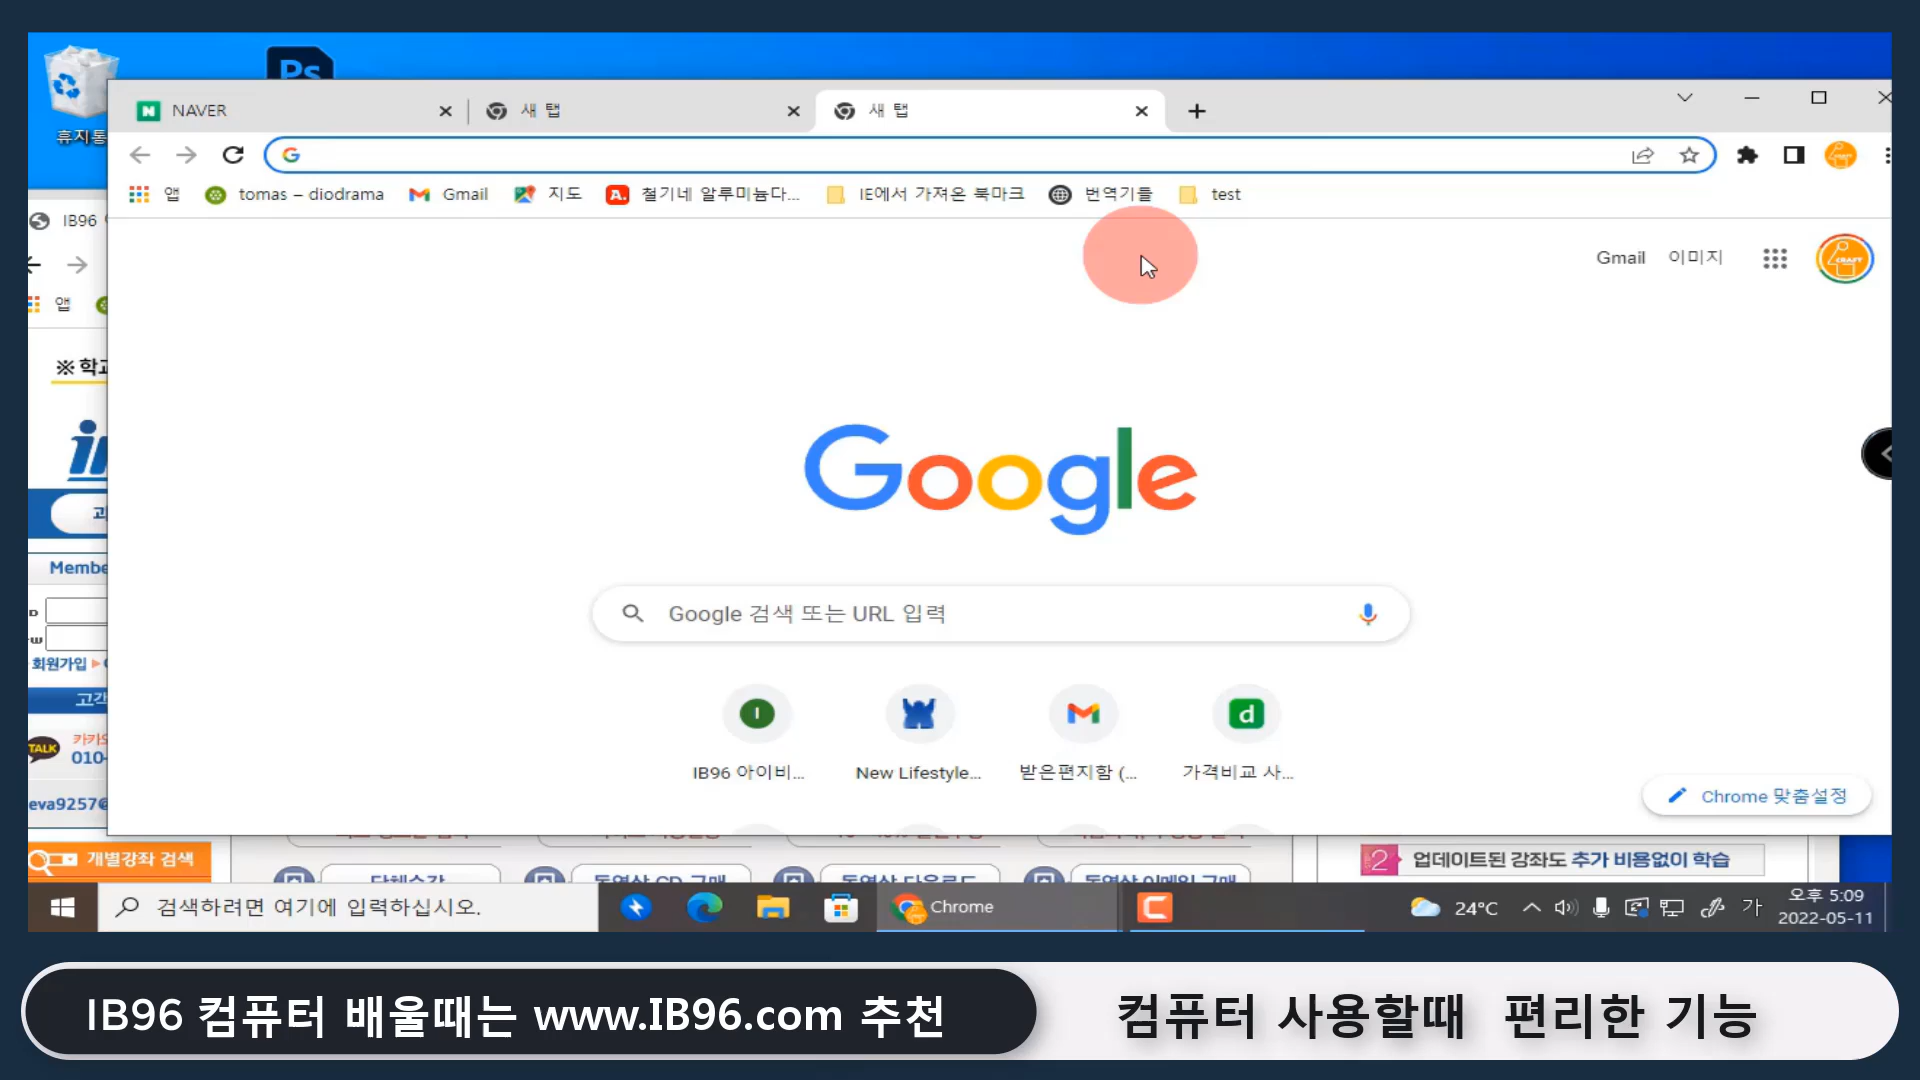 Ps
휴지통
NAVER
새 탭
새 탭
앱
tomas – diodrama
Gmail
지도
철기네 알루미늄다...
IE에서 가져온 북마크
번역기들
test
IB96
앱
Gmail
이미지
CRAFT
※ 학교
Google
Google 검색 또는 URL 입력
IB96 아이비...
New Lifestyle...
받은편지함 (...
가격비교 사...
Chrome 맞춤설정
회원가입
TALK
010-
eva9257@
개별강좌 검색
2 업데이트된 강좌도 추가 비용없이 학습
검색하려면 여기에 입력하십시오.
Chrome
24°C
가
오후 5:09
2022-05-11
IB96 컴퓨터 배울때는 www.IB96.com 추천
컴퓨터 사용할때 편리한 기능